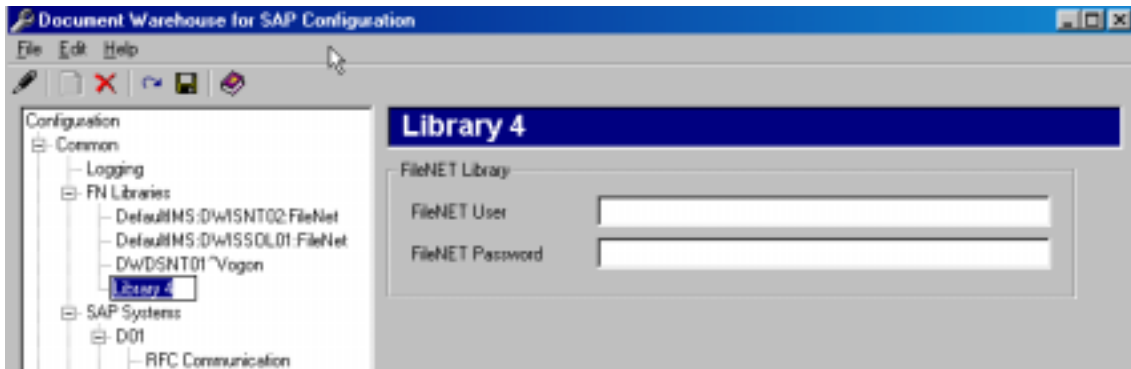 Document Warehouse for SAP Configuration
File Edit Help
Configuration
Common
Logging
FN Libraries
DefaultIMS:DWISNT02:FileNet
DefaultIMS:DWISSOL01:FileNet
DWDSNT01^Vogon
Library 4
SAP Systems
D01
RFC Communication
Library 4
FileNET Library
FileNET User
FileNET Password